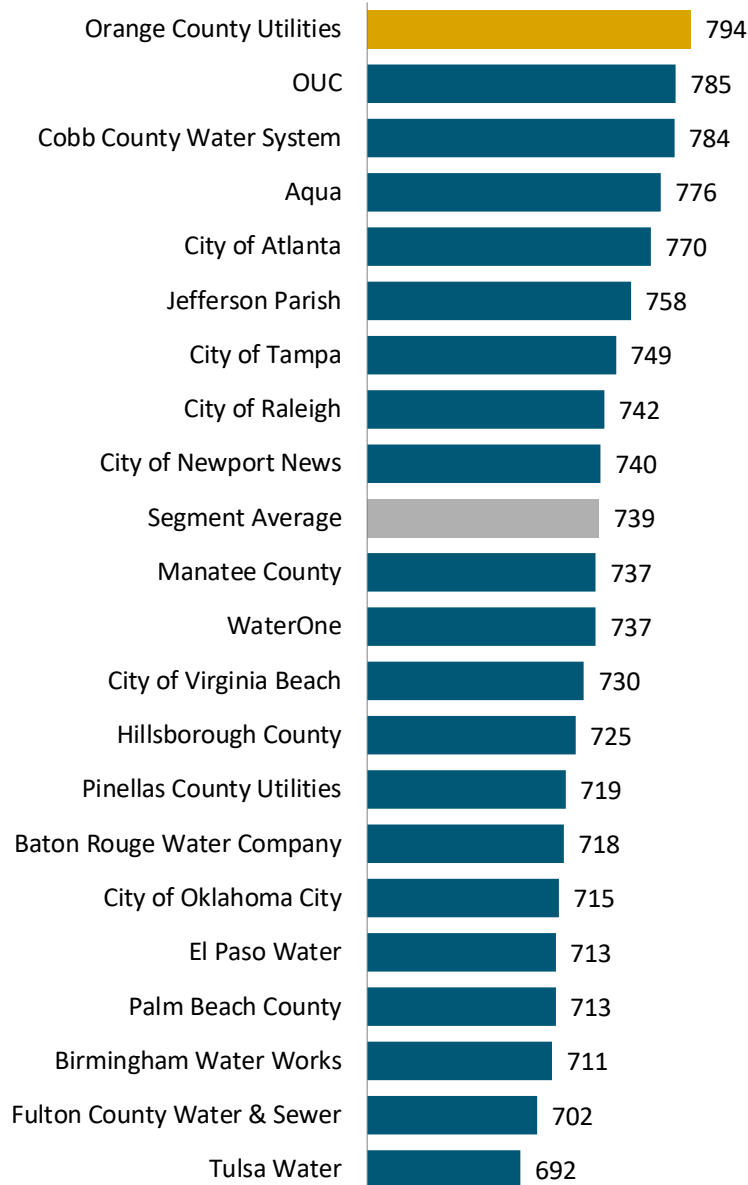 Orange County Utilities 794
OUC 785
Cobb County Water System 784
Aqua 776
City of Atlanta 770
Jefferson Parish 758
City of Tampa 749
City of Raleigh 742
City of Newport News 740
Segment Average 739
Manatee County 737
WaterOne 737
City of Virginia Beach 730
Hillsborough County 725
Pinellas County Utilities 719
Baton Rouge Water Company 718
City of Oklahoma City 715
El Paso Water 713
Palm Beach County 713
Birmingham Water Works 711
Fulton County Water & Sewer 702
Tulsa Water 692